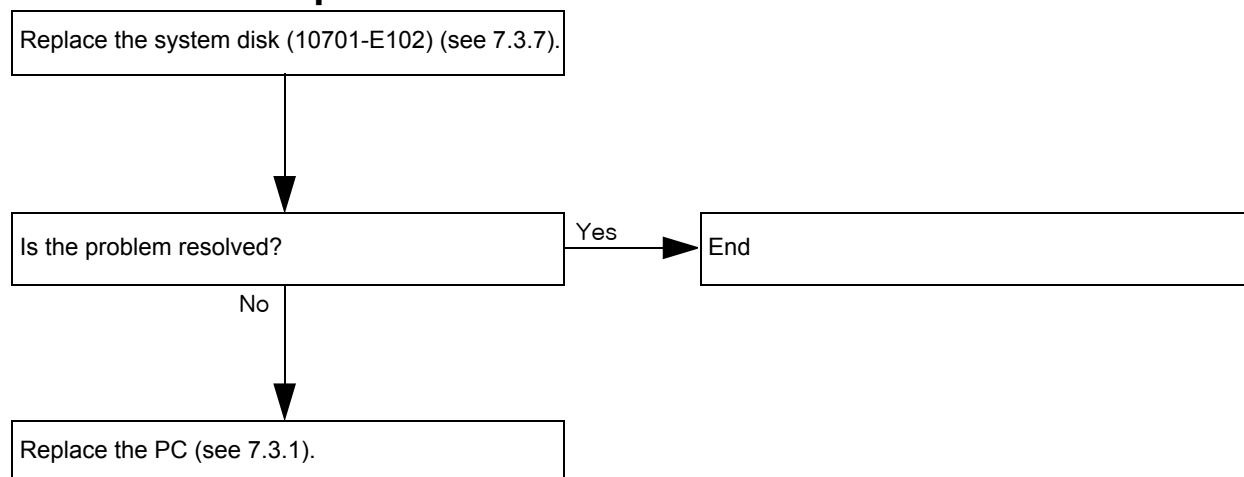 Replace the system disk (10701-E102) (see 7.3.7).
Is the problem resolved?
Yes
End
No
Replace the PC (see 7.3.1).